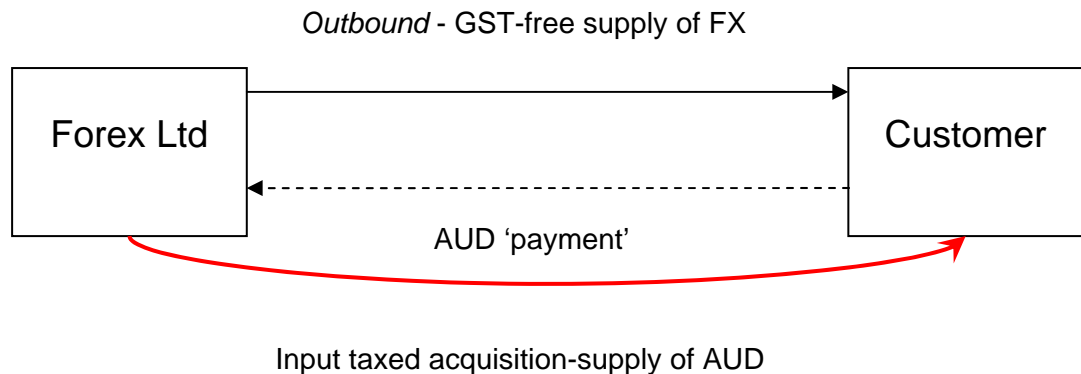 Outbound - GST-free supply of FX
Forex Ltd
Customer
AUD ‘payment’
Input taxed acquisition-supply of AUD